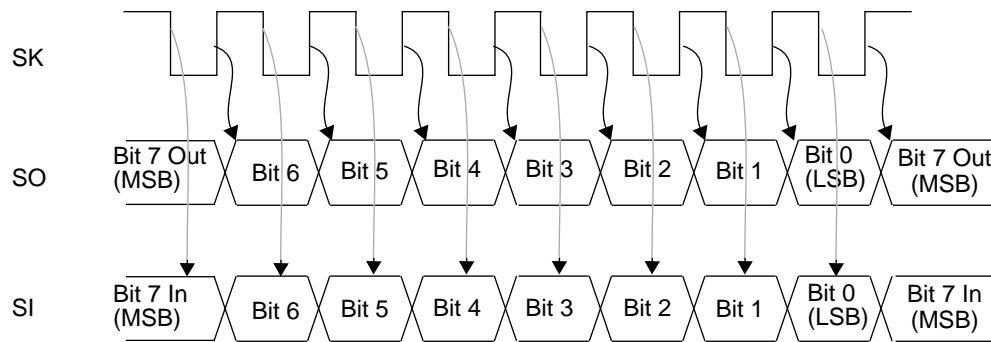 SK
SO
Bit 7 Out
(MSB)
Bit 6
Bit 5
Bit 4
Bit 3
Bit 2
Bit 1
Bit 0
(LSB)
Bit 7 Out
(MSB)
SI
Bit 7 In
(MSB)
Bit 6
Bit 5
Bit 4
Bit 3
Bit 2
Bit 1
Bit 0
(LSB)
Bit 7 In
(MSB)